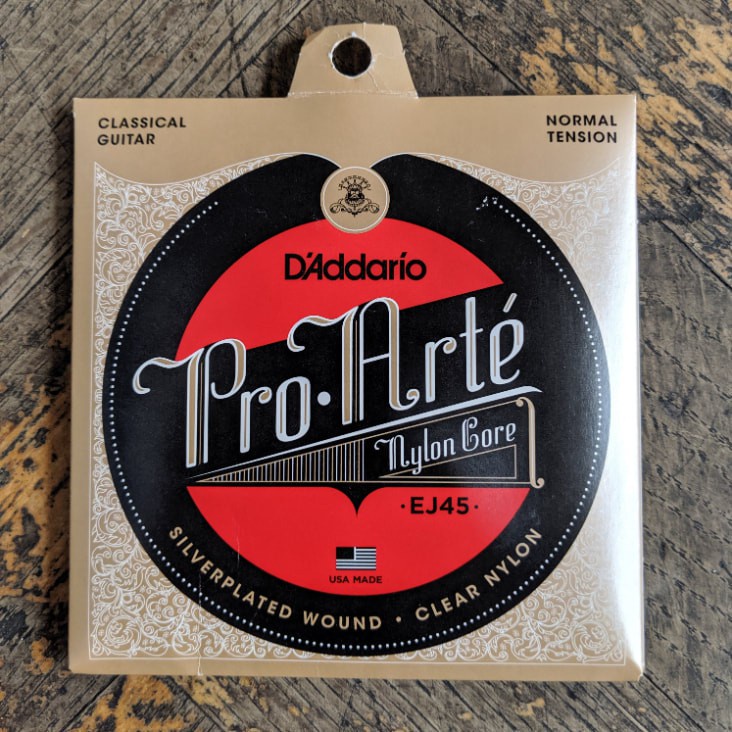 CLASSICAL
GUITAR
NORMAL
TENSION
D'Addario
Pro·Arté
Nylon Core
·EJ45·
USA MADE
SILVERPLATED WOUND • CLEAR NYLON